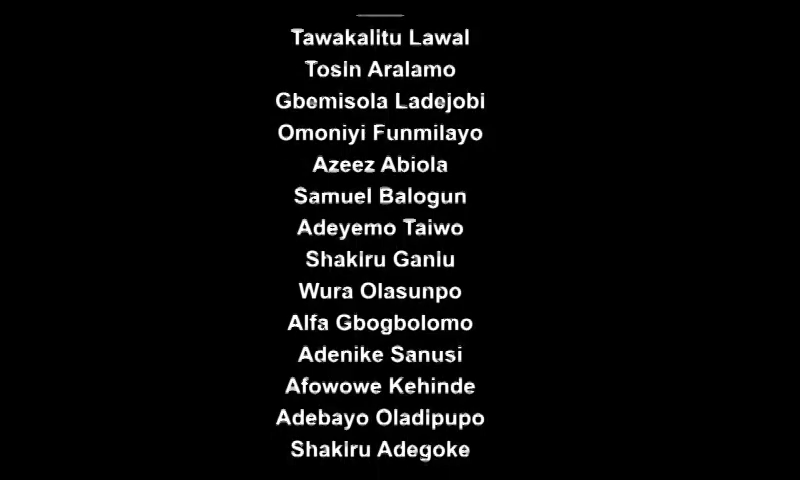 Tawakalitu Lawal
Tosin Aralamo
Gbemisola Ladejobi
Omoniyi Funmilayo
Azeez Abiola
Samuel Balogun
Adeyemo Taiwo
Shakiru Ganiu
Wura Olasunpo
Alfa Gbogbolomo
Adenike Sanusi
Afowowe Kehinde
Adebayo Oladipupo
Shakiru Adegoke